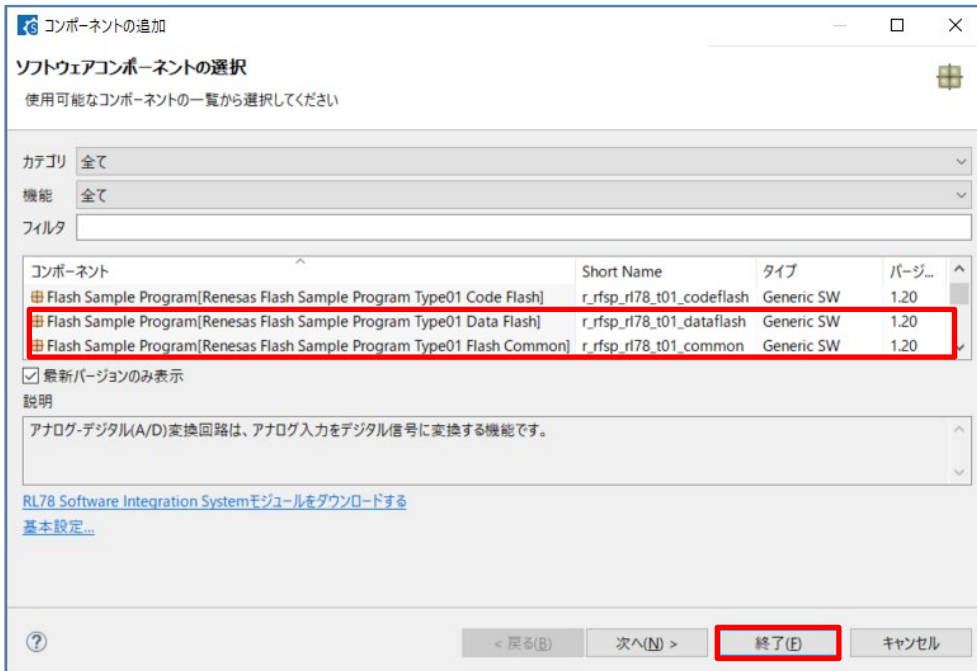 コンポーネントの追加
ソフトウェアコンポーネントの選択
使用可能なコンポーネントの一覧から選択してください
カテゴリ 全て
機能 全て
フィルタ
コンポーネント Short Name タイプ バージ...
Flash Sample Program[Renesas Flash Sample Program Type01 Code Flash] r_rfsp_rl78_t01_codeflash Generic SW 1.20
Flash Sample Program[Renesas Flash Sample Program Type01 Data Flash] r_rfsp_rl78_t01_dataflash Generic SW 1.20
Flash Sample Program[Renesas Flash Sample Program Type01 Flash Common] r_rfsp_rl78_t01_common Generic SW 1.20
最新バージョンのみ表示
説明
アナログ-デジタル(A/D)変換回路は、アナログ入力をデジタル信号に変換する機能です。
RL78 Software Integration Systemモジュールをダウンロードする
基本設定...
? < 戻る(B) 次へ(N) > 終了(F) キャンセル